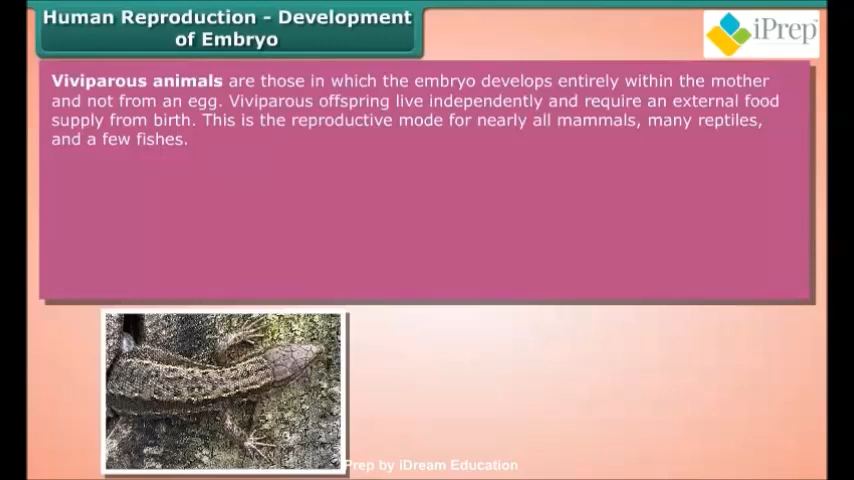 Human Reproduction - Development
of Embryo
iPrep
Viviparous animals are those in which the embryo develops entirely within the mother
and not from an egg. Viviparous offspring live independently and require an external food
supply from birth. This is the reproductive mode for nearly all mammals, many reptiles,
and a few fishes.
Prep by iDream Education